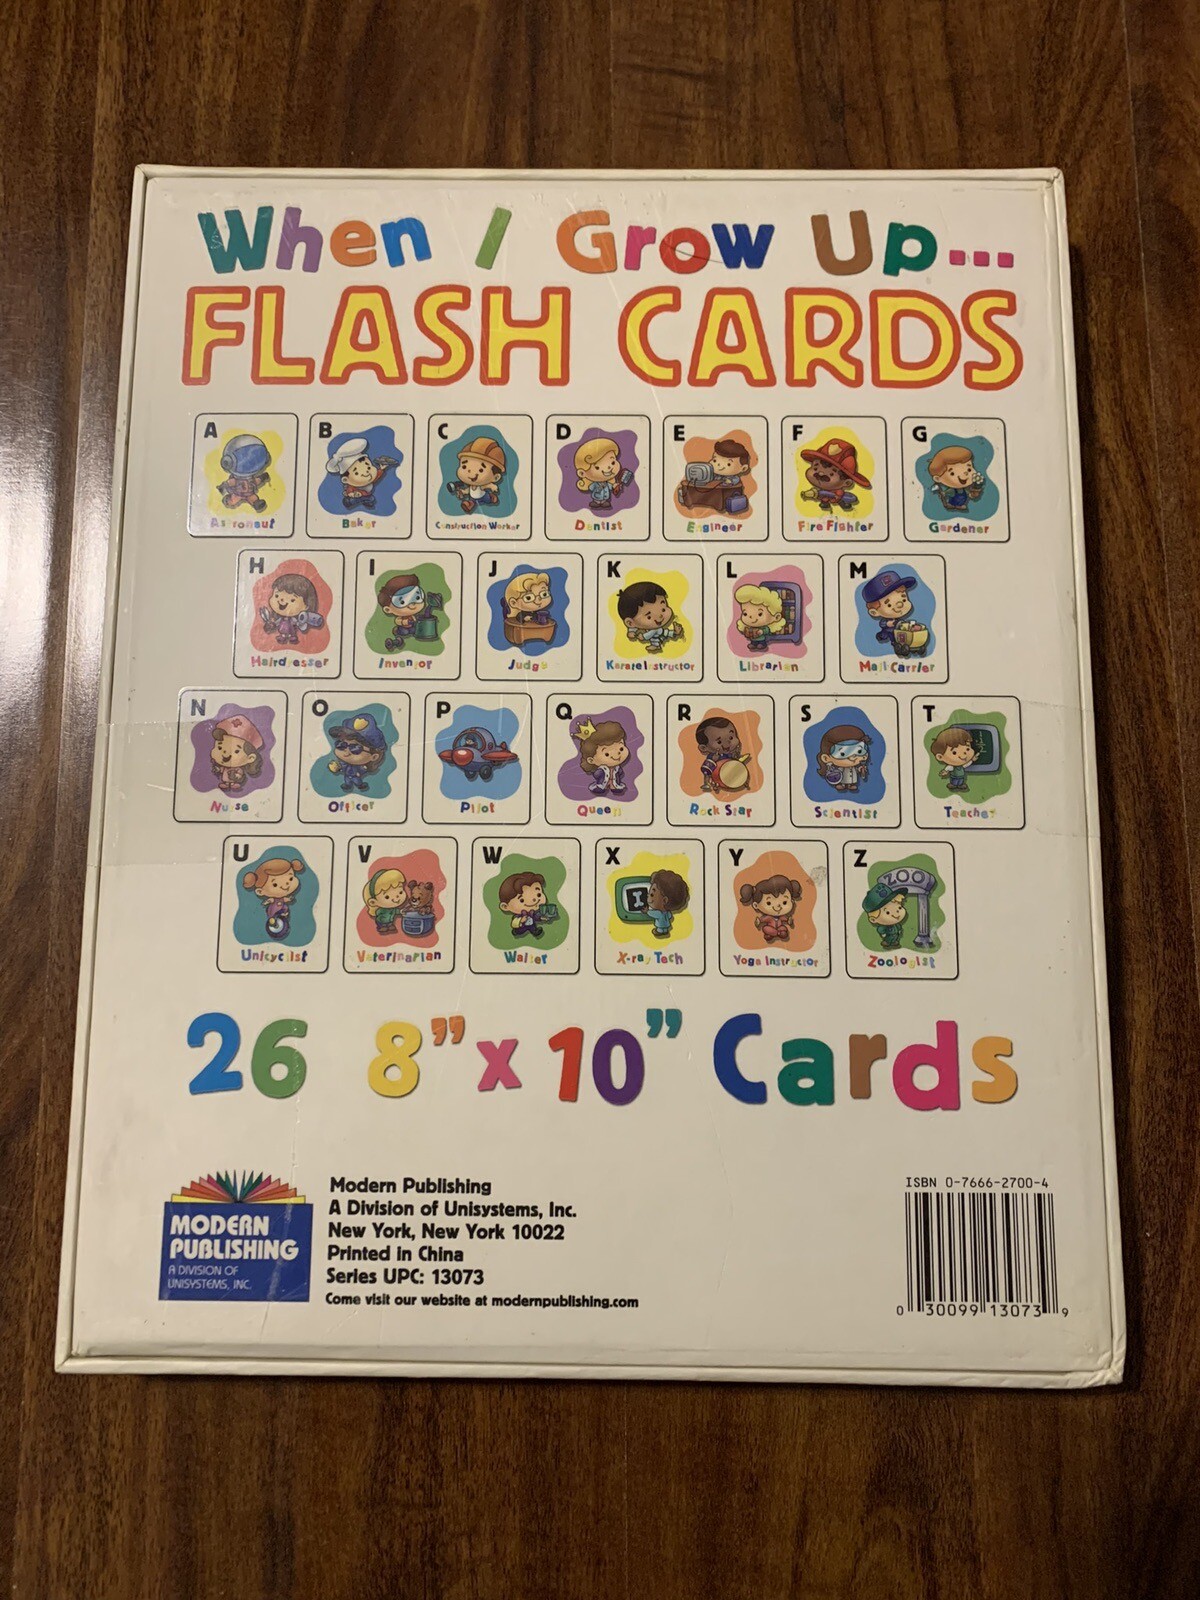 When I Grow Up...
FLASH CARDS
A B C D E F G
Astronaut Baker Construction Worker Dentist Engineer Fire Fighter Gardener
H I J K L M
Hairdresser Inventor Judge Karate Instructor Librarian Mail Carrier
N O P Q R S T
Nurse Officer Pilot Queen Rock Star Scientist Teacher
U V W X Y Z
ZOO
Unicyclist Veterinarian Waiter X-ray Tech Yoga Instructor Zoologist
26 8" x 10" Cards
MODERN
PUBLISHING
A DIVISION OF
UNISYSTEMS, INC.
Modern Publishing
A Division of Unisystems, Inc.
New York, New York 10022
Printed in China
Series UPC: 13073
Come visit our website at modernpublishing.com
ISBN 0-7666-2700-4
0 30099 13073 9